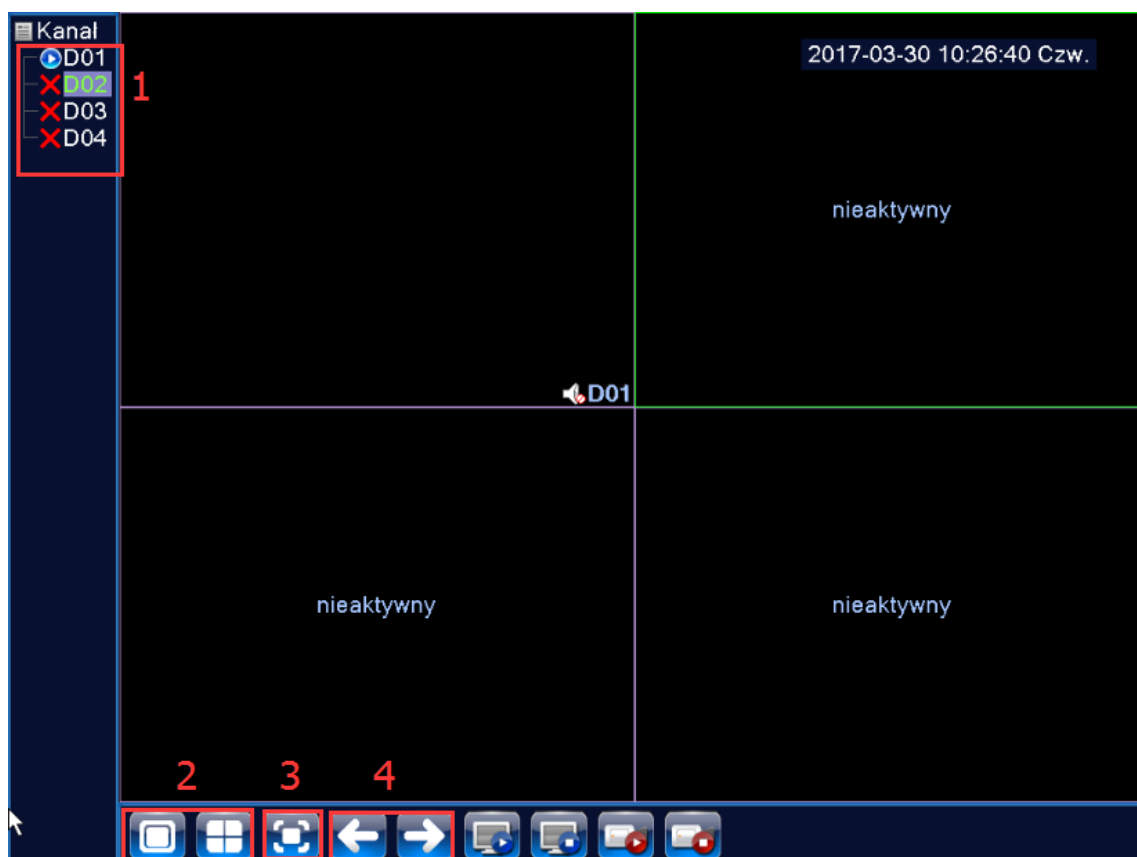 Kanał
D01
D02
D03
D04
1
2017-03-30 10:26:40 Czw.
nieaktywny
D01
nieaktywny
nieaktywny
2
3
4